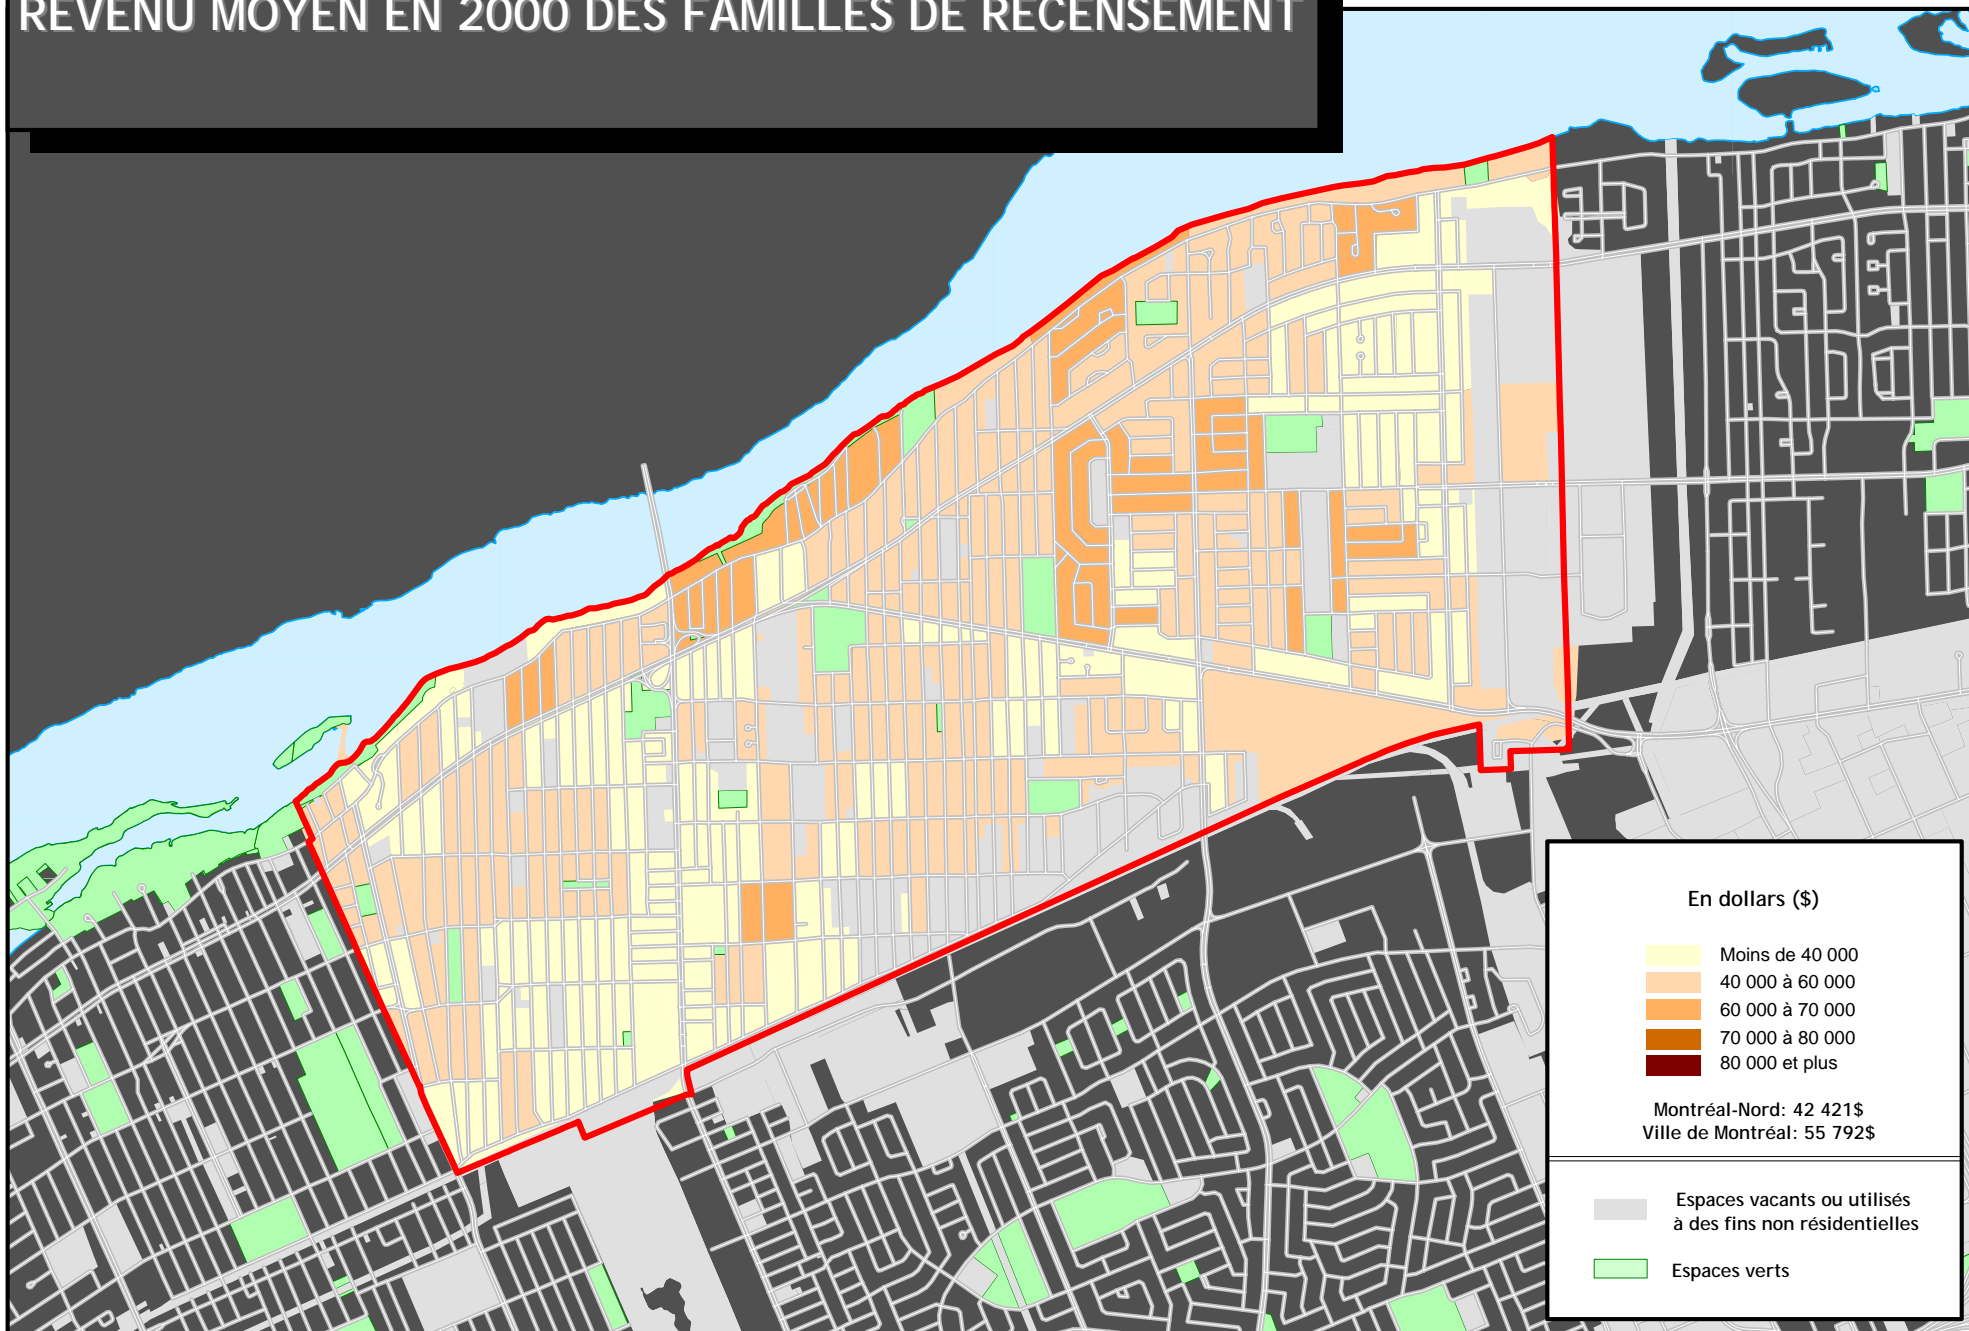 REVENU MOYEN EN 2000 DES FAMILLES DE RECENSEMENT
En dollars ($)
Moins de 40 000
40 000 à 60 000
60 000 à 70 000
70 000 à 80 000
80 000 et plus
Montréal-Nord: 42 421$
Ville de Montréal: 55 792$
Espaces vacants ou utilisés
à des fins non résidentielles
Espaces verts